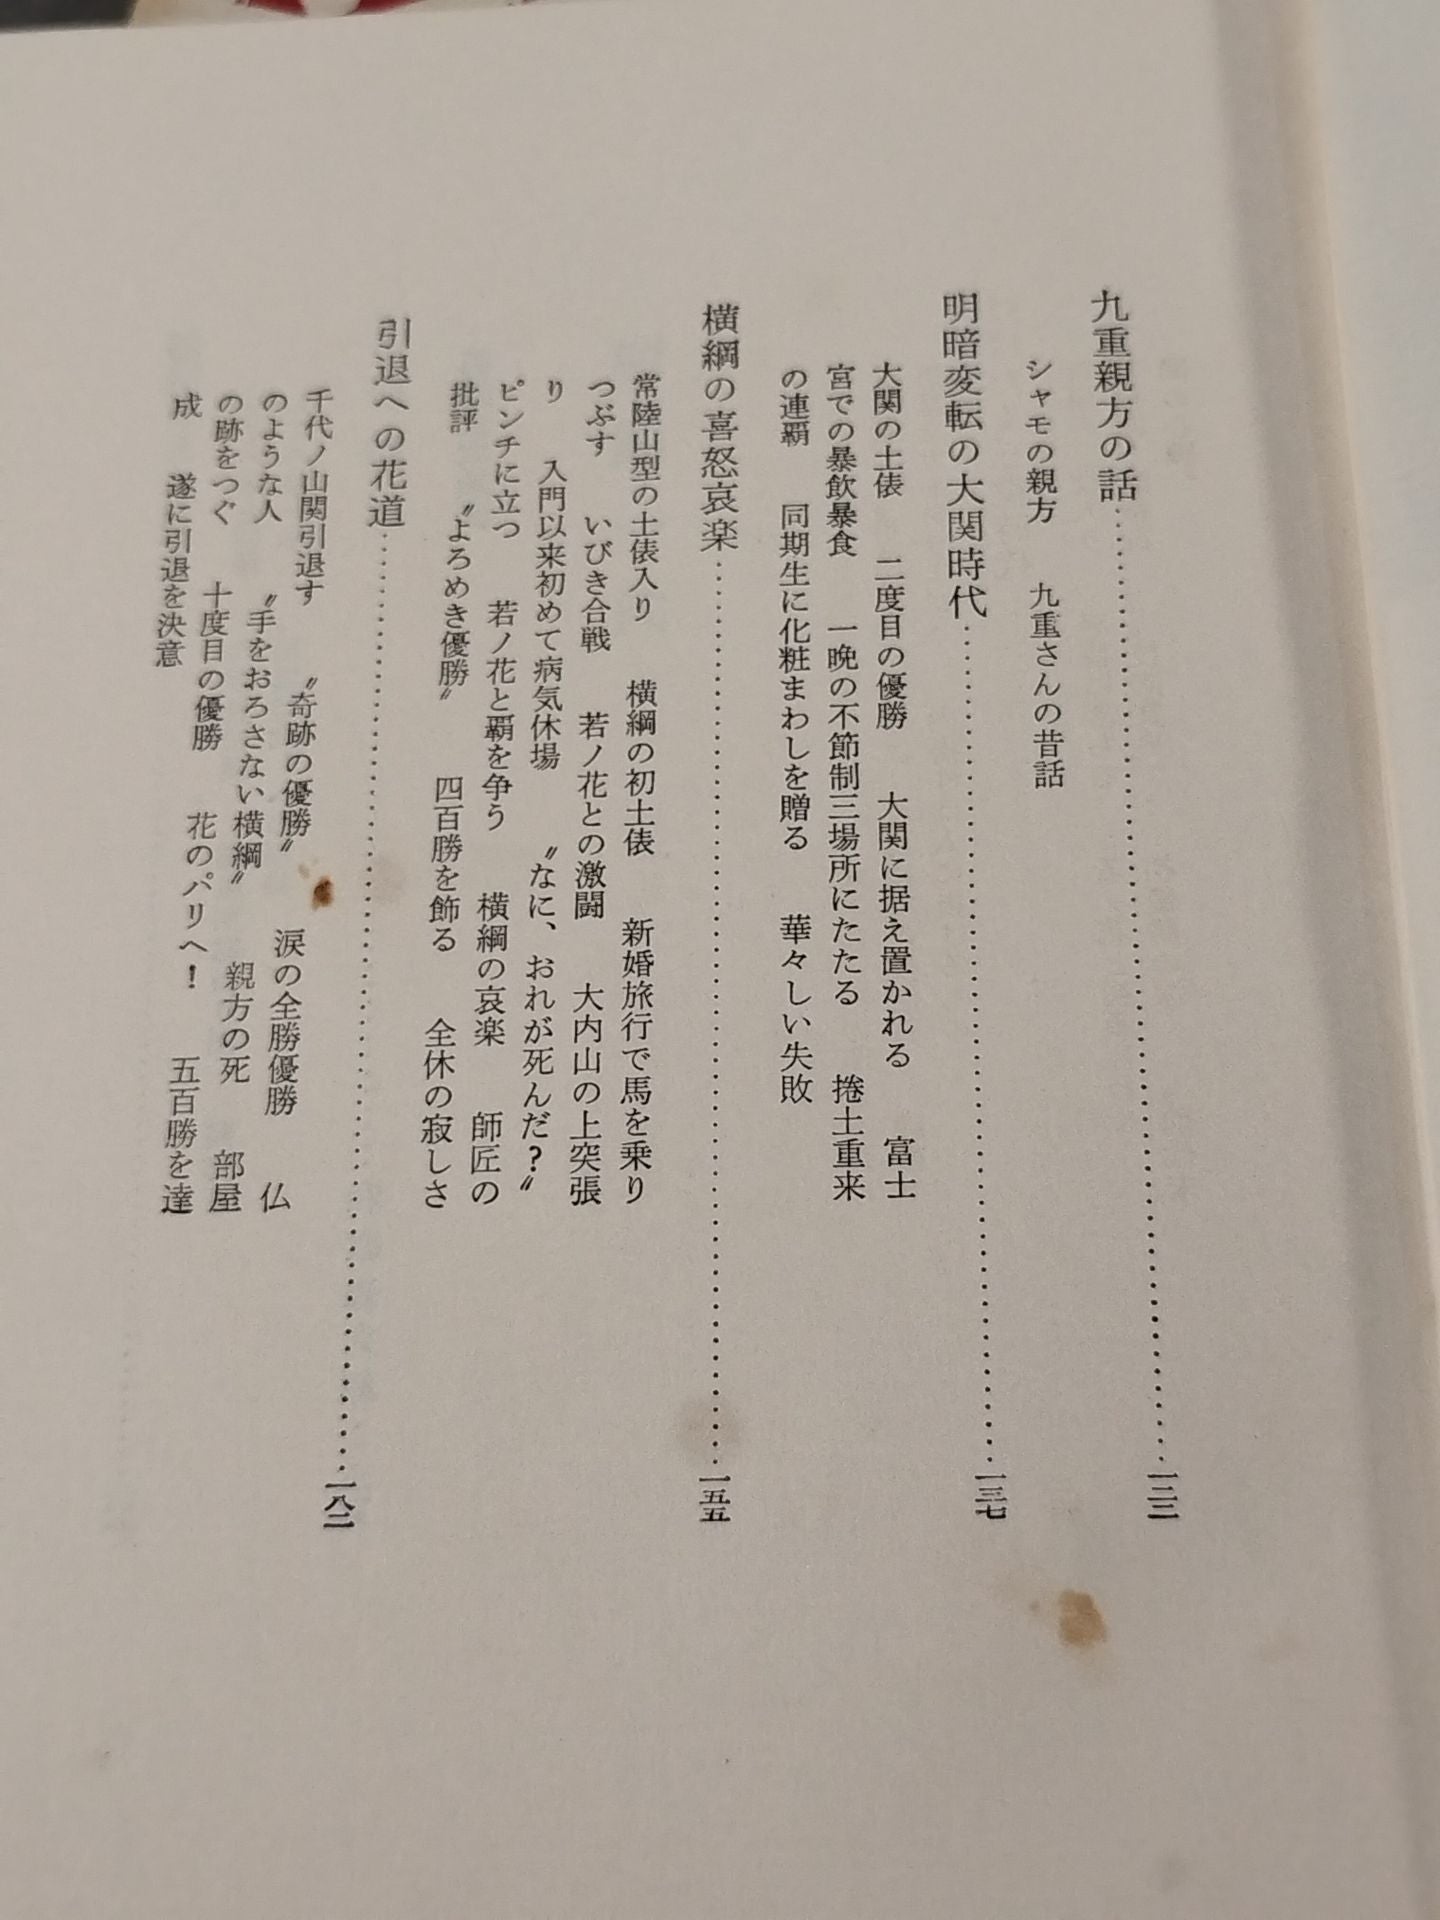 九重親方の話……………………一二二
シャモの親方　九重さんの昔話
明暗変転の大関時代……………………一三七
大関の土俵　二度目の優勝　大関に据え置かれる　富士
宮での暴飲暴食　一晩の不節制三場所にたたる　捲土重来
の連覇　同期生に化粧まわしを贈る　華々しい失敗
横綱の喜怒哀楽……………………一五五
常陸山型の土俵入り　横綱の初土俵　新婚旅行で馬を乗り
つぶす　いびき合戦　若ノ花との激闘　大内山の上突張
り　入門以来初めて病気休場　〝なに、おれが死んだ？〟
ピンチに立つ　若ノ花と覇を争う　横綱の哀楽　師匠の
批評　〝よろめき優勝〟　四百勝を飾る　全休の寂しさ
引退への花道……………………一八二
千代ノ山関引退す　〝奇跡の優勝〟　涙の全勝優勝　仏
のような人　〝手をおろさない横綱〟　親方の死　部屋
の跡をつぐ　十度目の優勝　花のパリへ！　五百勝を達
成　遂に引退を決意